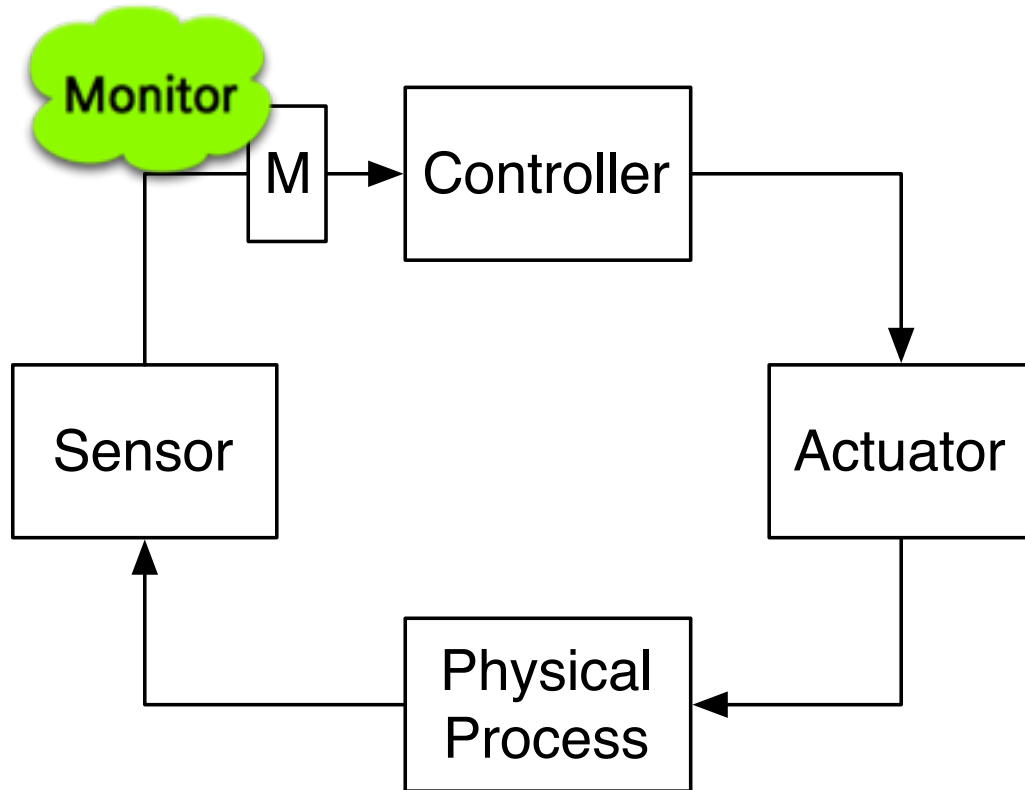 Monitor
M
Controller
Sensor
Actuator
Physical
Process